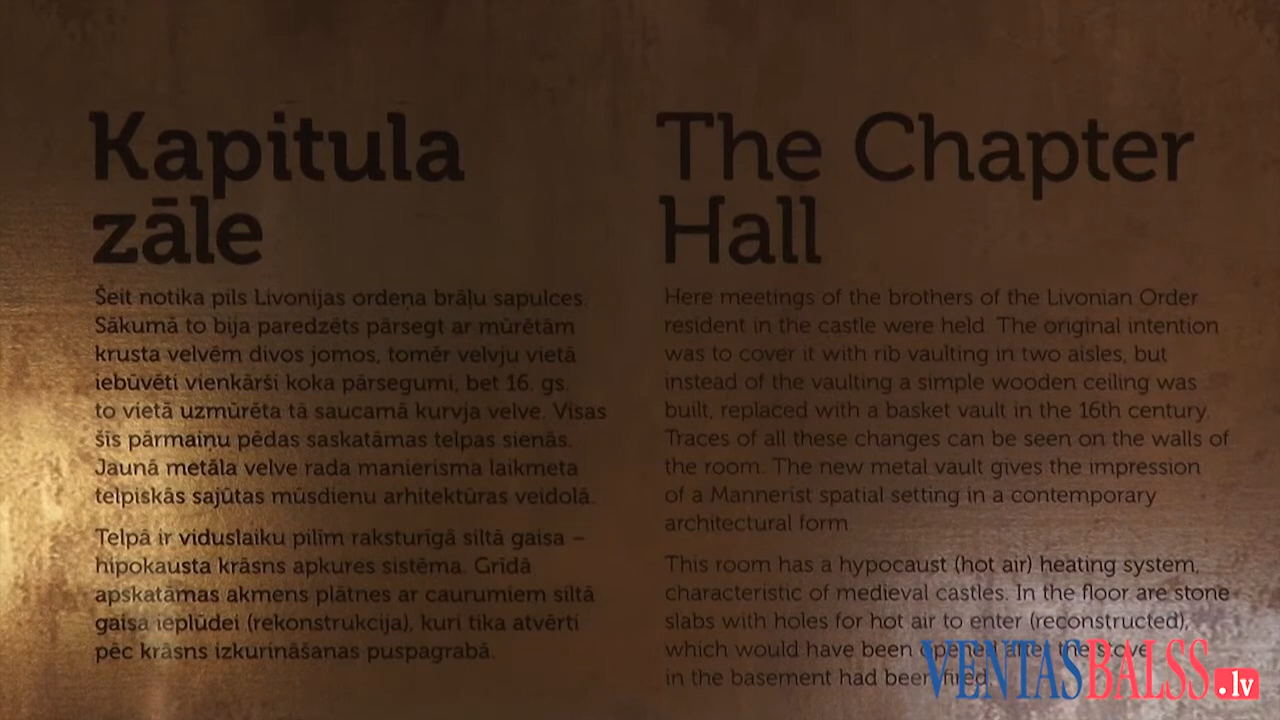 Kapitula
zāle
Šeit notika pils Livonijas ordeņa brāļu sapulces.
Sākumā to bija paredzēts pārsegt ar mūrētām
krusta velvēm divos jomos, tomēr velvju vietā
iebūvēti vienkārši koka pārsegumi, bet 16. gs.
to vietā uzmūrēta tā saucamā kurvja velve. Visas
šīs pārmaiņu pēdas saskatāmas telpas sienās.
Jaunā metāla velve rada manierisma laikmeta
telpiskās sajūtas mūsdienu arhitektūras veidolā.
Telpā ir viduslaiku pilīm raksturīgā siltā gaisa –
hipokausta krāsns apkures sistēma. Grīdā
apskatāmas akmens plātnes ar caurumiem siltā
gaisa ieplūdei (rekonstrukcija), kuri tika atvērti
pēc krāsns izkurināšanas puspagrabā.
The Chapter
Hall
Here meetings of the brothers of the Livonian Order
resident in the castle were held. The original intention
was to cover it with rib vaulting in two aisles, but
instead of the vaulting a simple wooden ceiling was
built, replaced with a basket vault in the 16th century.
Traces of all these changes can be seen on the walls of
the room. The new metal vault gives the impression
of a Mannerist spatial setting in a contemporary
architectural form.
This room has a hypocaust (hot air) heating system,
characteristic of medieval castles. In the floor are stone
slabs with holes for hot air to enter (reconstructed),
which would have been opened after the stove
in the basement had been fired.
VENTASBALSS.lv